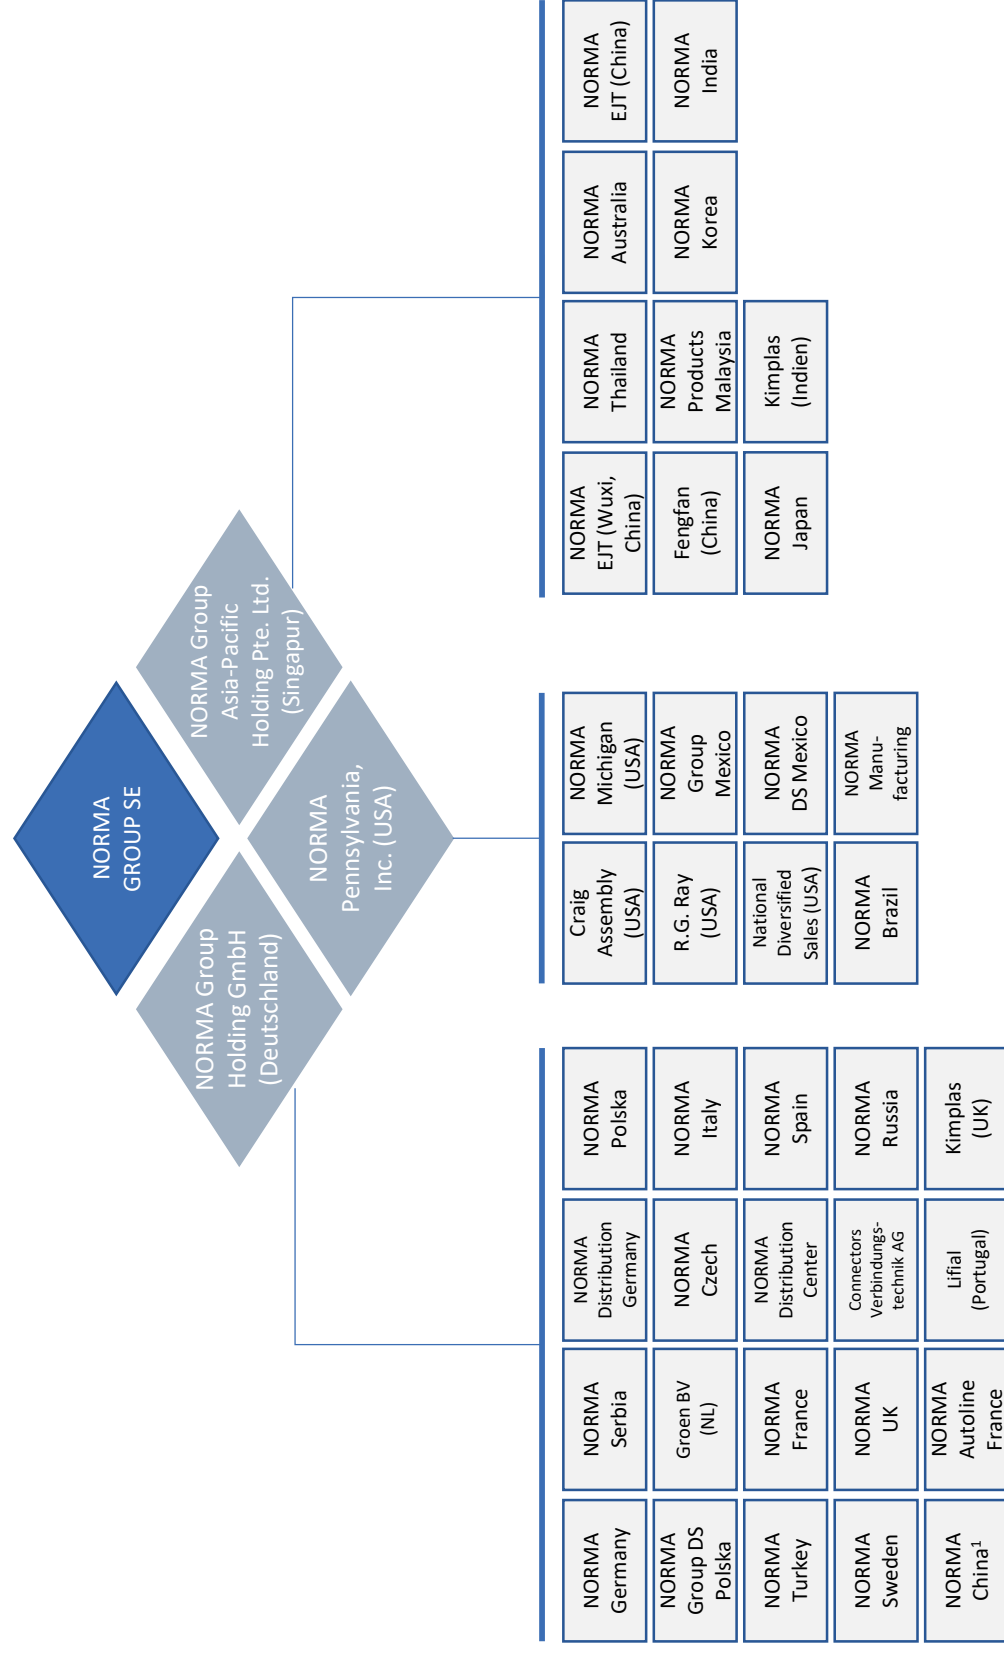 NORMA
GROUP SE
NORMA Group
Holding GmbH
(Deutschland)
NORMA Group
Asia-Pacific
Holding Pte. Ltd.
(Singapur)
NORMA
Pennsylvania,
Inc. (USA)
NORMA
Germany
NORMA
Serbia
NORMA
Distribution
Germany
NORMA
Polska
NORMA
Group DS
Polska
Groen BV
(NL)
NORMA
Czech
NORMA
Italy
NORMA
Turkey
NORMA
France
NORMA
Distribution
Center
NORMA
Spain
NORMA
Sweden
NORMA
UK
Connectors
Verbindungs-
technik AG
NORMA
Russia
NORMA
China¹
NORMA
Autoline
France
Lifial
(Portugal)
Kimplas
(UK)
Craig
Assembly
(USA)
NORMA
Michigan
(USA)
R.G. Ray
(USA)
NORMA
Group
Mexico
National
Diversified
Sales (USA)
NORMA
DS Mexico
NORMA
Brazil
NORMA
Manu-
facturing
NORMA
EJT (Wuxi,
China)
NORMA
Thailand
NORMA
Australia
NORMA
EJT (China)
Fengfan
(China)
NORMA
Products
Malaysia
NORMA
Korea
NORMA
India
NORMA
Japan
Kimplas
(Indien)